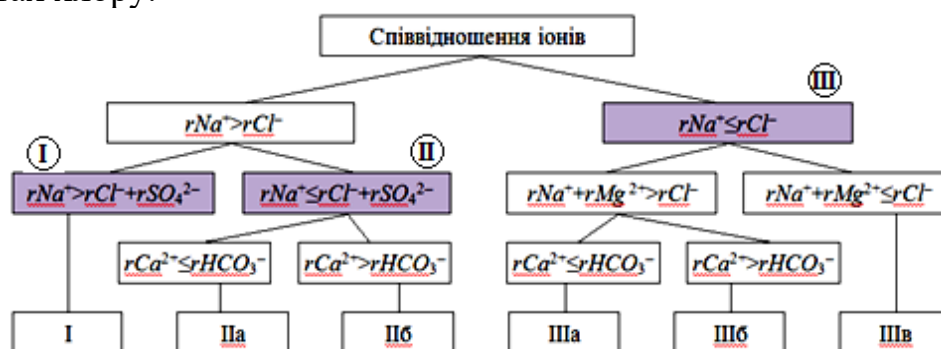 хлору.
Співвідношення іонів
III
rNa⁺>rCl⁻
rNa⁺≤rCl⁻
I
II
rNa⁺>rCl⁻+rSO₄²⁻
rNa⁺≤rCl⁻+rSO₄²⁻
rNa⁺+rMg²⁺>rCl⁻
rNa⁺+rMg²⁺≤rCl⁻
rCa²⁺≤rHCO₃⁻
rCa²⁺>rHCO₃⁻
rCa²⁺≤rHCO₃⁻
rCa²⁺>rHCO₃⁻
I
IIа
IIб
IIIа
IIIб
IIIв